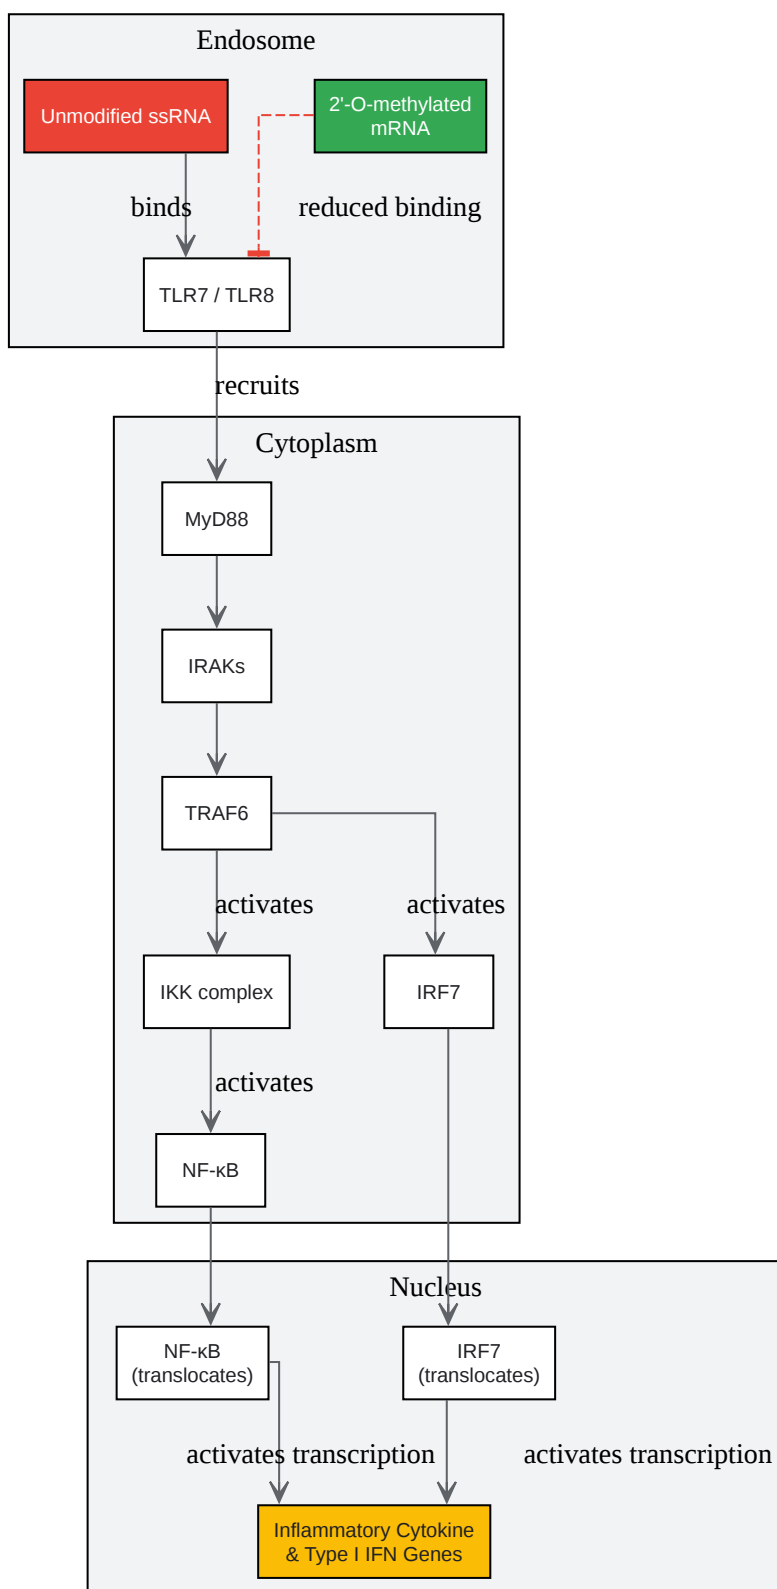 Endosome
Unmodified ssRNA
2'-O-methylated
mRNA
binds
reduced binding
TLR7 / TLR8
recruits
Cytoplasm
MyD88
IRAKs
TRAF6
activates
activates
IKK complex
IRF7
activates
NF-κB
Nucleus
NF-κB
(translocates)
IRF7
(translocates)
activates transcription
activates transcription
Inflammatory Cytokine
& Type I IFN Genes